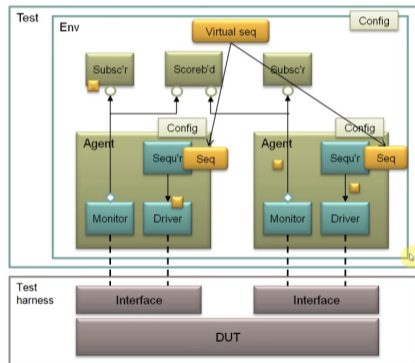 Test
Config
Env
Virtual seq
Subsc'r
Scoreb'd
Subsc'r
Config
Config
Agent
Agent
Sequ'r
Seq
Sequ'r
Seq
Monitor
Driver
Monitor
Driver
Test
harness
Interface
Interface
DUT